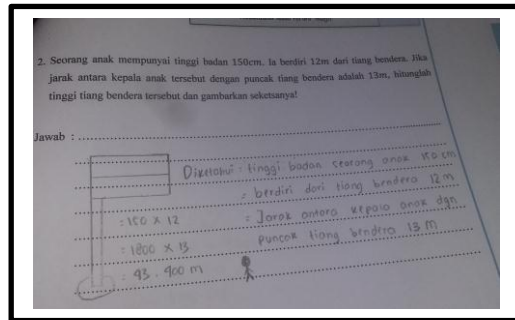 2. Seorang anak mempunyai tinggi badan 150cm. Ia berdiri 12m dari tiang bendera. Jika
jarak antara kepala anak tersebut dengan puncak tiang bendera adalah 13m, hitunglah
tinggi tiang bendera tersebut dan gambarkan seketsanya!
Jawab :
Diketahui : tinggi badan seorang anak 150 cm
: berdiri dari tiang bendera 12 m
: Jarak antara kepala anak dgn
puncak tiang bendera 13 m
: 150 x 12
: 1800 x 13
: 93.400 m